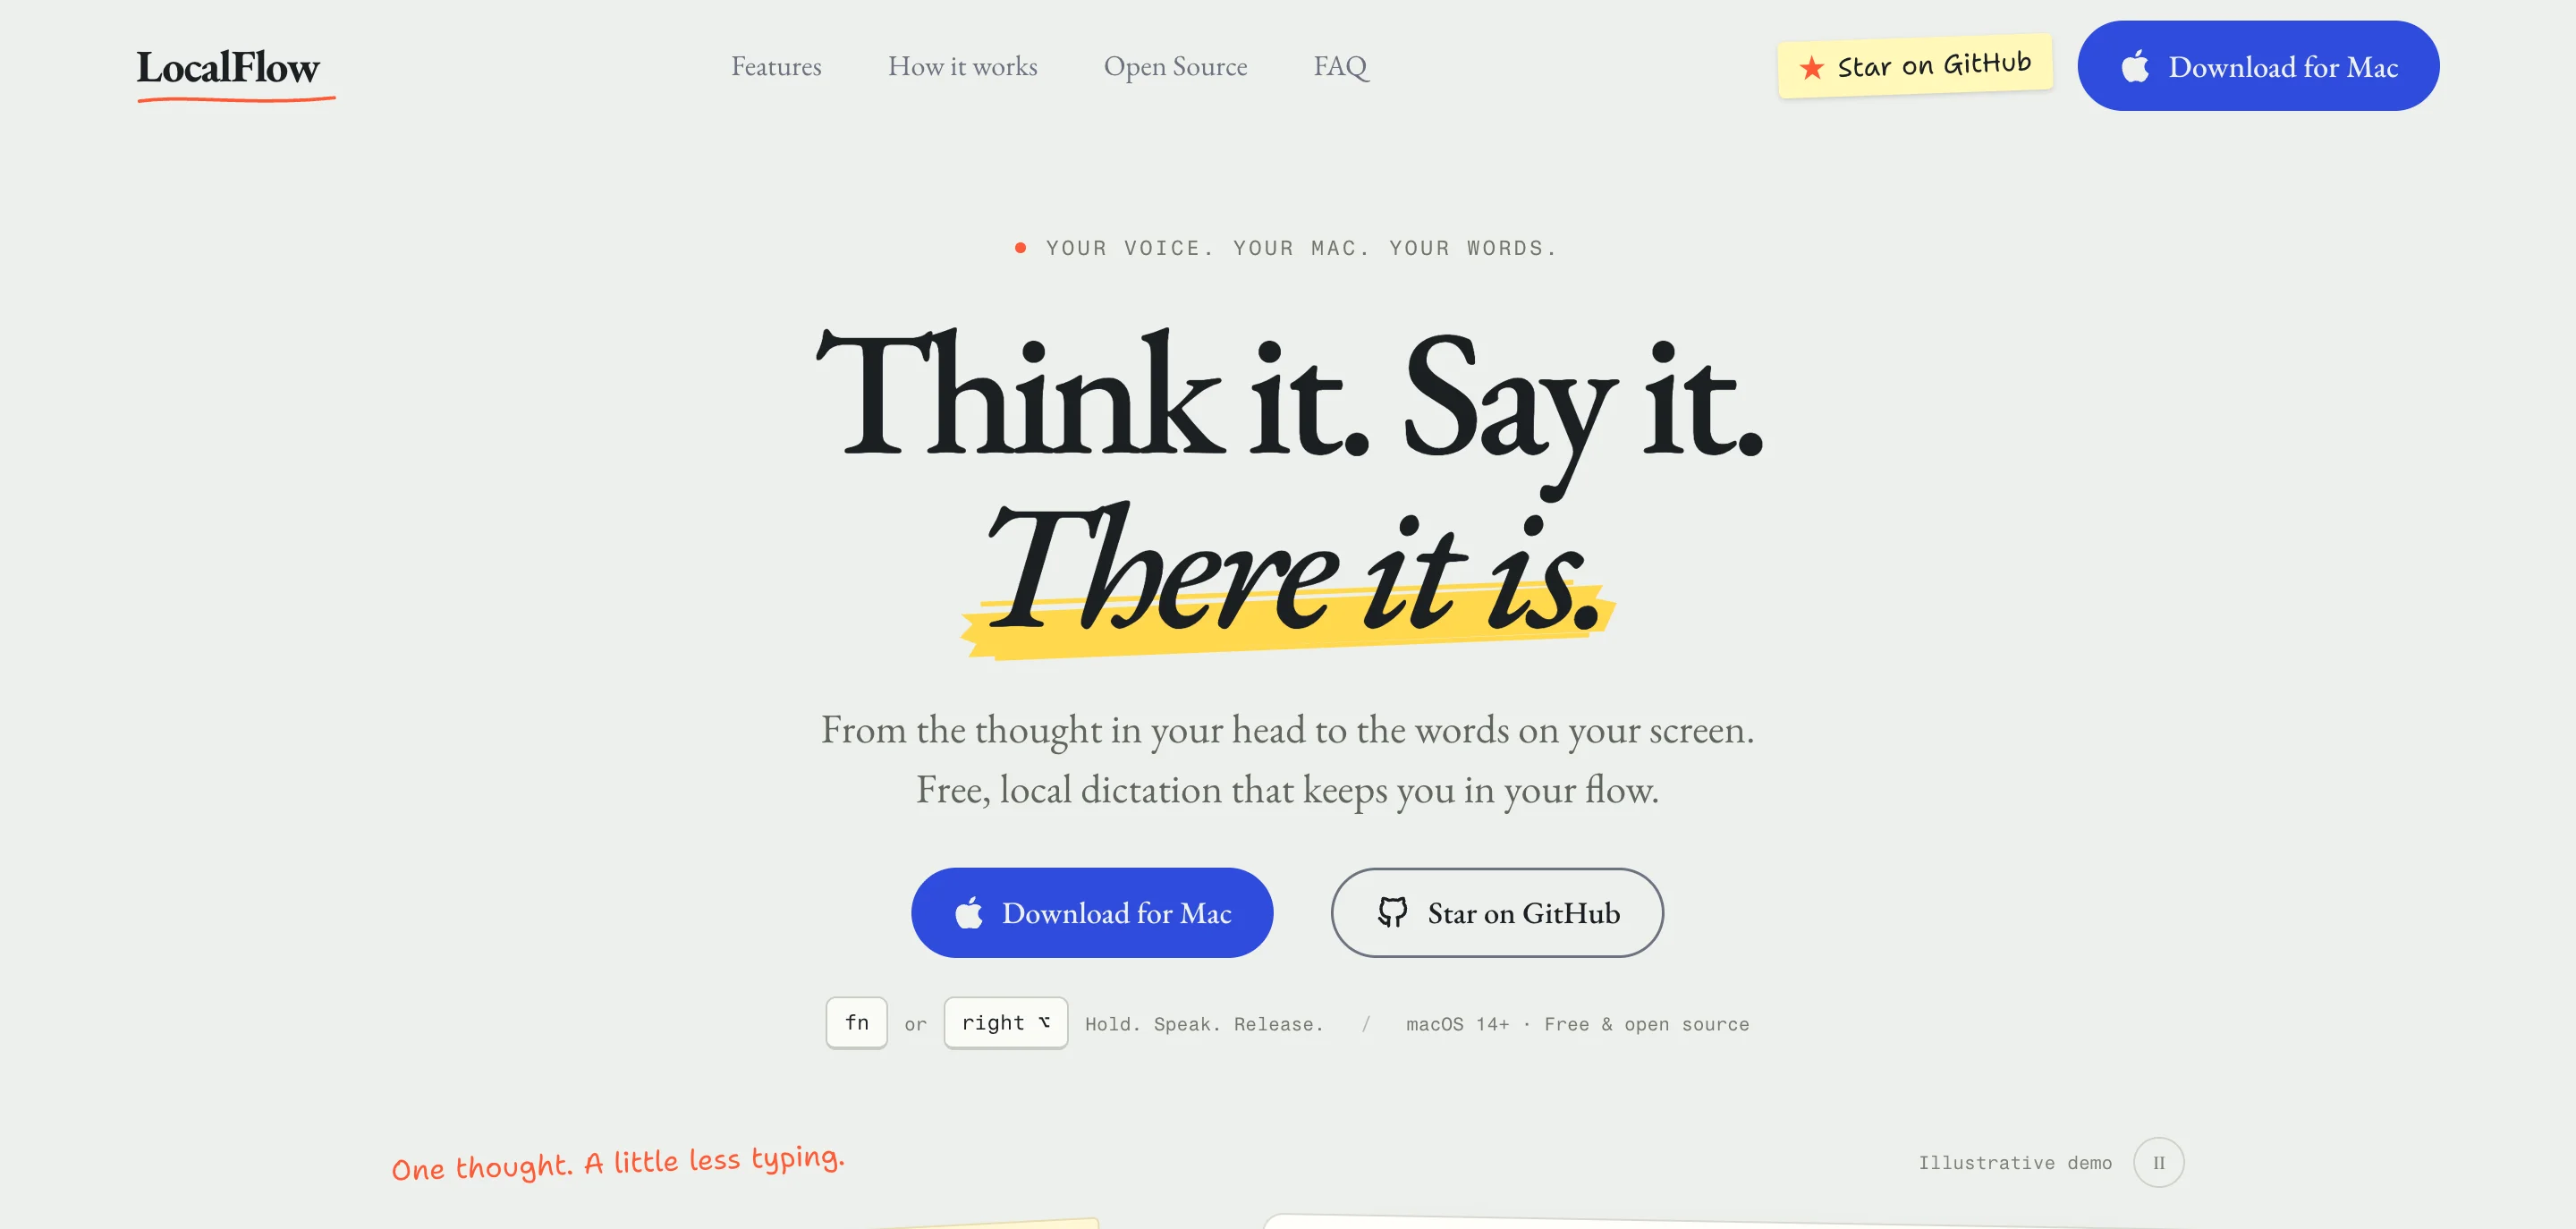 LocalFlow
Features
How it works
Open Source
FAQ
★ Star on GitHub
Download for Mac
YOUR VOICE. YOUR MAC. YOUR WORDS.
Think it. Say it.
There it is.
From the thought in your head to the words on your screen.
Free, local dictation that keeps you in your flow.
Download for Mac
Star on GitHub
fn or right ⌥ Hold. Speak. Release. / macOS 14+ · Free & open source
One thought. A little less typing.
Illustrative demo